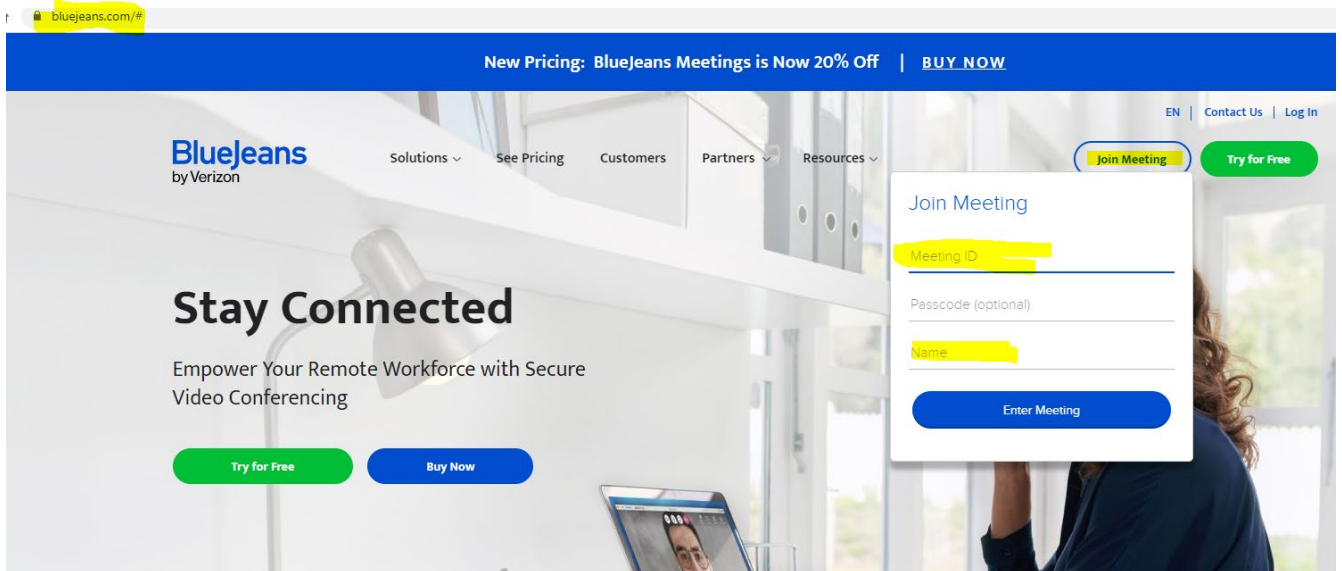 bluejeans.com/#
New Pricing: BlueJeans Meetings is Now 20% Off | BUY NOW
EN | Contact Us | Log In
BlueJeans
by Verizon
Solutions See Pricing Customers Partners Resources
Join Meeting Try for Free
Join Meeting
Meeting ID
Passcode (optional)
Name
Enter Meeting
Stay Connected
Empower Your Remote Workforce with Secure
Video Conferencing
Try for Free Buy Now